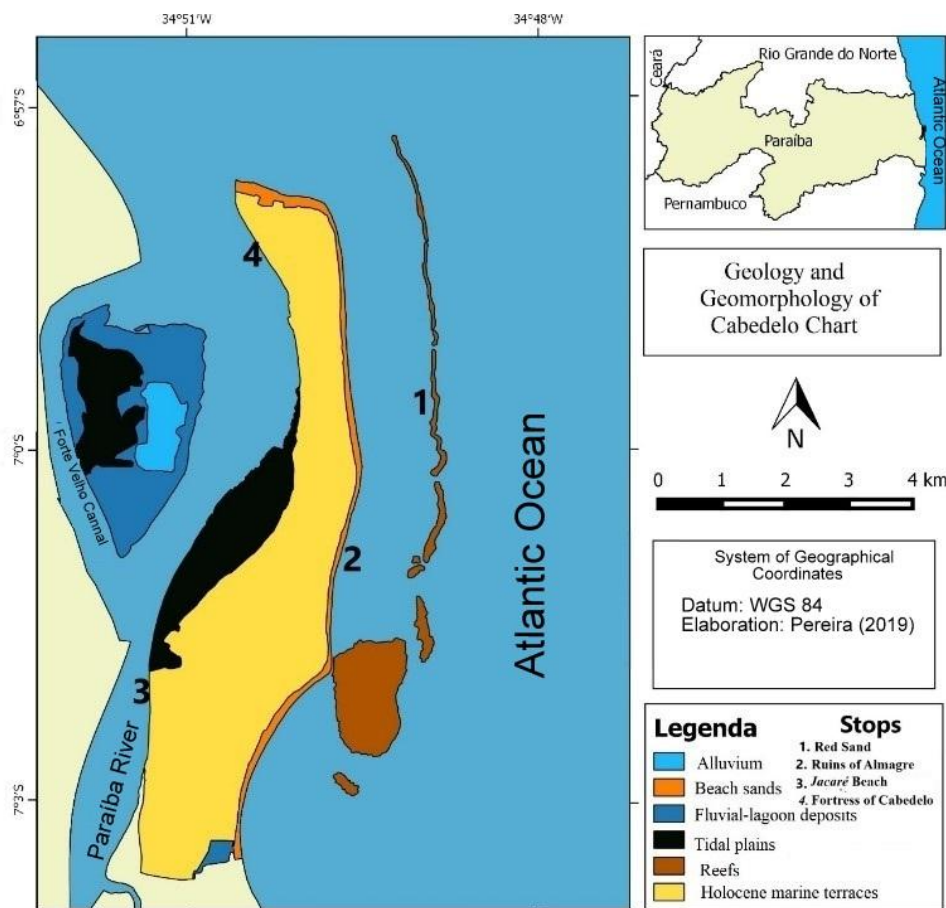 34°51'W
34°48'W
6°57'S
7°0'S
7°3'S
4
1
2
3
Forte Velho Cannal
Paraíba River
Atlantic Ocean
Ceará
Rio Grande do Norte
Paraíba
Pernambuco
Atlantic Ocean
Geology and
Geomorphology of
Cabedelo Chart
N
0 1 2 3 4 km
System of Geographical
Coordinates
Datum: WGS 84
Elaboration: Pereira (2019)
Legenda
Alluvium
Beach sands
Fluvial-lagoon deposits
Tidal plains
Reefs
Holocene marine terraces
Stops
1. Red Sand
2. Ruins of Almagre
3. Jacaré Beach
4. Fortress of Cabedelo